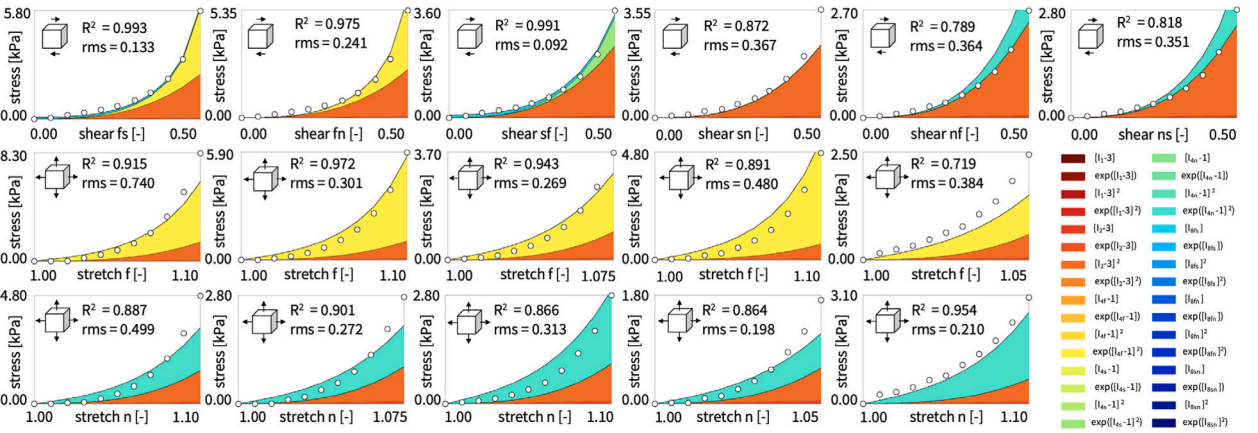 5.80 5.35 3.60 3.55 2.70 2.80
stress [kPa] stress [kPa] stress [kPa] stress [kPa] stress [kPa] stress [kPa]
R² = 0.993 R² = 0.975 R² = 0.991 R² = 0.872 R² = 0.789 R² = 0.818
rms = 0.133 rms = 0.241 rms = 0.092 rms = 0.367 rms = 0.364 rms = 0.351
0.00 0.00 0.00 0.00 0.00 0.00
0.00 shear fs [-] 0.50 0.00 shear fn [-] 0.50 0.00 shear sf [-] 0.50 0.00 shear sn [-] 0.50 0.00 shear nf [-] 0.50 0.00 shear ns [-] 0.50
8.30 5.90 3.70 4.80 2.50
stress [kPa] stress [kPa] stress [kPa] stress [kPa] stress [kPa]
R² = 0.915 R² = 0.972 R² = 0.943 R² = 0.891 R² = 0.719
rms = 0.740 rms = 0.301 rms = 0.269 rms = 0.480 rms = 0.384
0.00 0.00 0.00 0.00 0.00
1.00 stretch f [-] 1.10 1.00 stretch f [-] 1.10 1.00 stretch f [-] 1.075 1.00 stretch f [-] 1.10 1.00 stretch f [-] 1.05
4.80 2.80 2.80 1.80 3.10
stress [kPa] stress [kPa] stress [kPa] stress [kPa] stress [kPa]
R² = 0.887 R² = 0.901 R² = 0.866 R² = 0.864 R² = 0.954
rms = 0.499 rms = 0.272 rms = 0.313 rms = 0.198 rms = 0.210
0.00 0.00 0.00 0.00 0.00
1.00 stretch n [-] 1.10 1.00 stretch n [-] 1.075 1.00 stretch n [-] 1.10 1.00 stretch n [-] 1.05 1.00 stretch n [-] 1.10
[I₁-3] [I₄ₙ-1]
exp([I₁-3]) exp([I₄ₙ-1])
[I₁-3]² [I₄ₙ-1]²
exp([I₁-3]²) exp([I₄ₙ-1]²)
[I₂-3] [I₈fs]
exp([I₂-3]) exp([I₈fs])
[I₂-3]² [I₈fs]²
exp([I₂-3]²) exp([I₈fs]²)
[I₄f-1] [I₈fn]
exp([I₄f-1]) exp([I₈fn])
[I₄f-1]² [I₈fn]²
exp([I₄f-1]²) exp([I₈fn]²)
[I₄s-1] [I₈sn]
exp([I₄s-1]) exp([I₈sn])
[I₄s-1]² [I₈sn]²
exp([I₄s-1]²) exp([I₈sn]²)